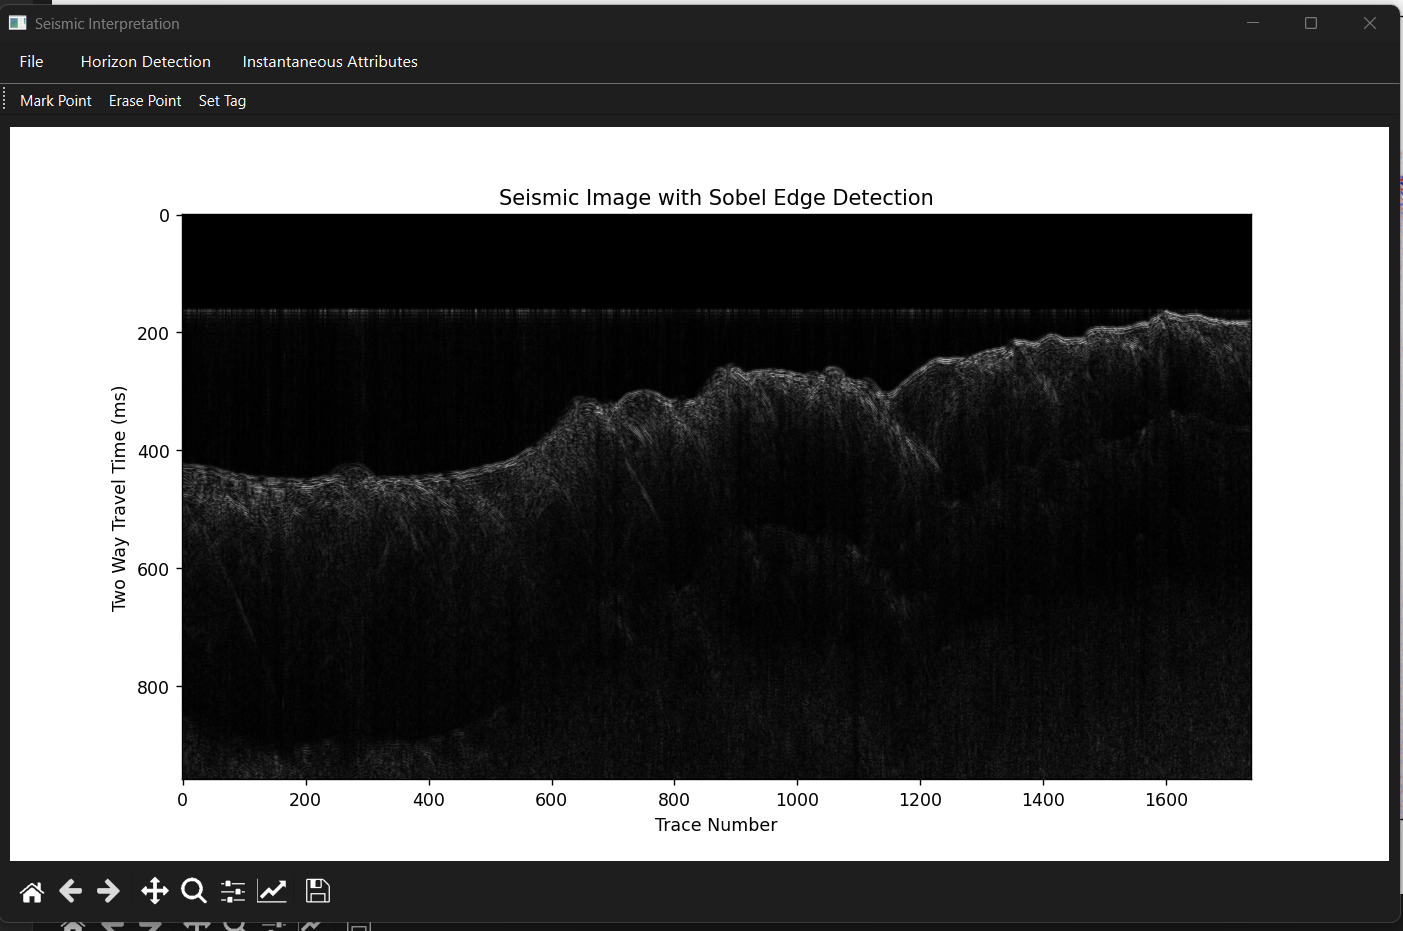 Seismic Interpretation
File Horizon Detection Instantaneous Attributes
Mark Point Erase Point Set Tag
Seismic Image with Sobel Edge Detection
0
200
400
600
800
Two Way Travel Time (ms)
0 200 400 600 800 1000 1200 1400 1600
Trace Number